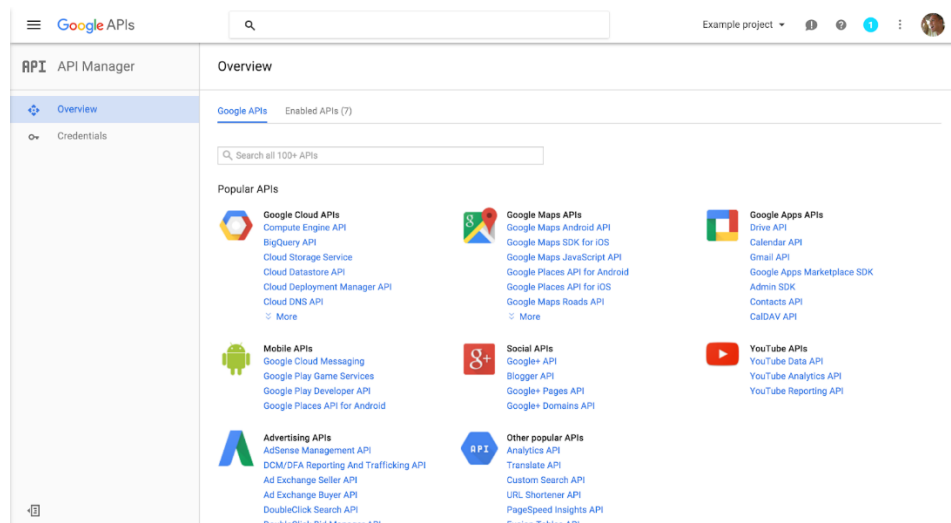 Google APIs
Example project
1
API API Manager
Overview
Overview
Credentials
Google APIs
Enabled APIs (7)
Search all 100+ APIs
Popular APIs
Google Cloud APIs
Compute Engine API
BigQuery API
Cloud Storage Service
Cloud Datastore API
Cloud Deployment Manager API
Cloud DNS API
More
Google Maps APIs
Google Maps Android API
Google Maps SDK for iOS
Google Maps JavaScript API
Google Places API for Android
Google Places API for iOS
Google Maps Roads API
More
Google Apps APIs
Drive API
Calendar API
Gmail API
Google Apps Marketplace SDK
Admin SDK
Contacts API
CalDAV API
Mobile APIs
Google Cloud Messaging
Google Play Game Services
Google Play Developer API
Google Places API for Android
g+
Social APIs
Google+ API
Blogger API
Google+ Pages API
Google+ Domains API
YouTube APIs
YouTube Data API
YouTube Analytics API
YouTube Reporting API
Advertising APIs
AdSense Management API
DCM/DFA Reporting And Trafficking API
Ad Exchange Seller API
Ad Exchange Buyer API
DoubleClick Search API
API
Other popular APIs
Analytics API
Translate API
Custom Search API
URL Shortener API
PageSpeed Insights API